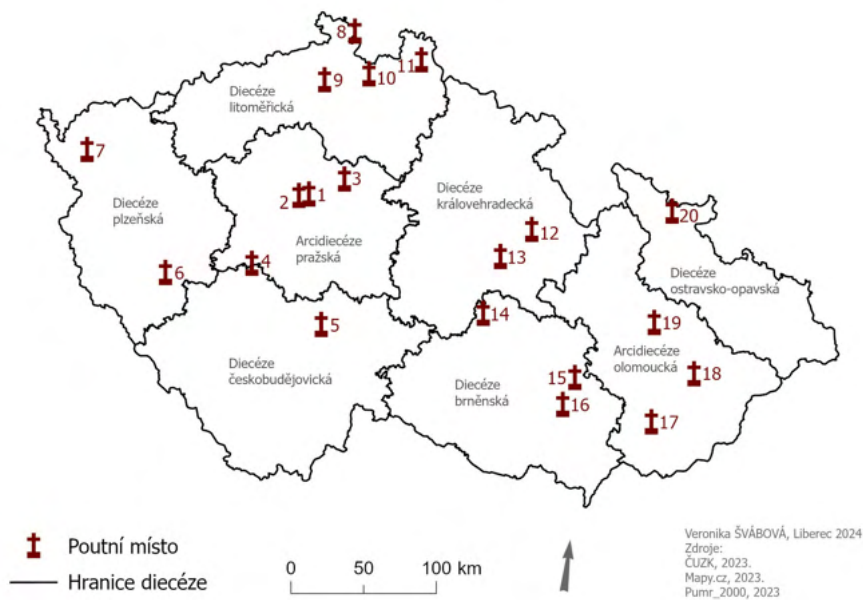 8
11
9
10
Diecéze
litoměřická
7
3
2
1
Diecéze
plzeňská
Diecéze
královehradecká
20
12
Arcidiecéze
pražská
4
13
6
Diecéze
ostravsko-opavská
14
5
19
Arcidiecéze
olomoucká
Diecéze
českobudějovická
Diecéze
brněnská
15
18
16
17
Poutní místo
Hranice diecéze
0 50 100 km
Veronika ŠVÁBOVÁ, Liberec 2024
Zdroje:
ČUZK, 2023.
Mapy.cz, 2023.
Pumr_2000, 2023